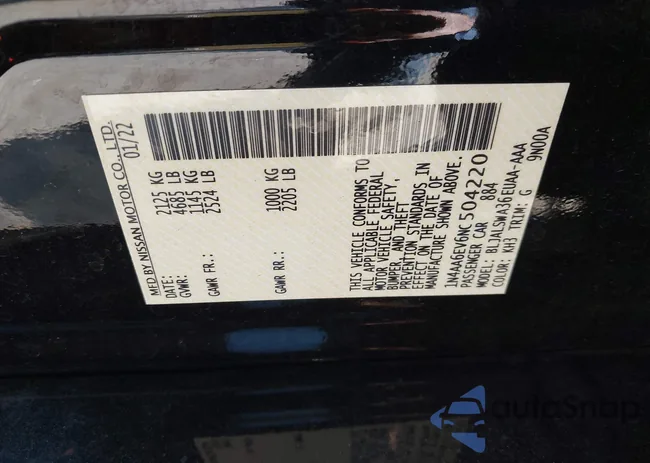 MFD BY NISSAN MOTOR CO., LTD.
DATE: 01/22
GVWR: 2125 KG
4685 LB
GAWR FR: 1145 KG
2524 LB
GAWR RR: 1000 KG
2205 LB
THIS VEHICLE CONFORMS TO
ALL APPLICABLE FEDERAL
MOTOR VEHICLE SAFETY,
BUMPER, AND THEFT
PREVENTION STANDARDS IN
EFFECT ON THE DATE OF
MANUFACTURE SHOWN ABOVE.
1N4AA6EV6NC504220
PASSENGER CAR 884
MODEL: BLJALSWA36EUAA-AAA
COLOR: KH3 TRIM: G 9N00A
autoSnap